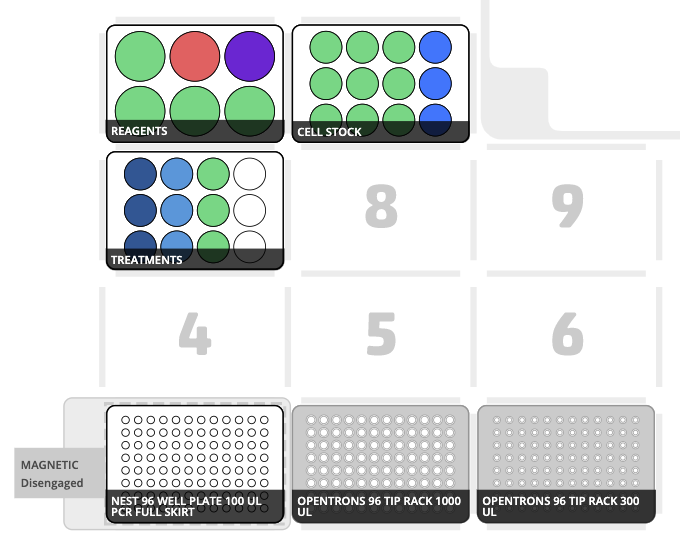 REAGENTS
CELL STOCK
TREATMENTS
8
9
4
5
6
MAGNETIC
Disengaged
NEST 96 WELL PLATE 100 UL
PCR FULL SKIRT
OPENTRONS 96 TIP RACK 1000
UL
OPENTRONS 96 TIP RACK 300
UL